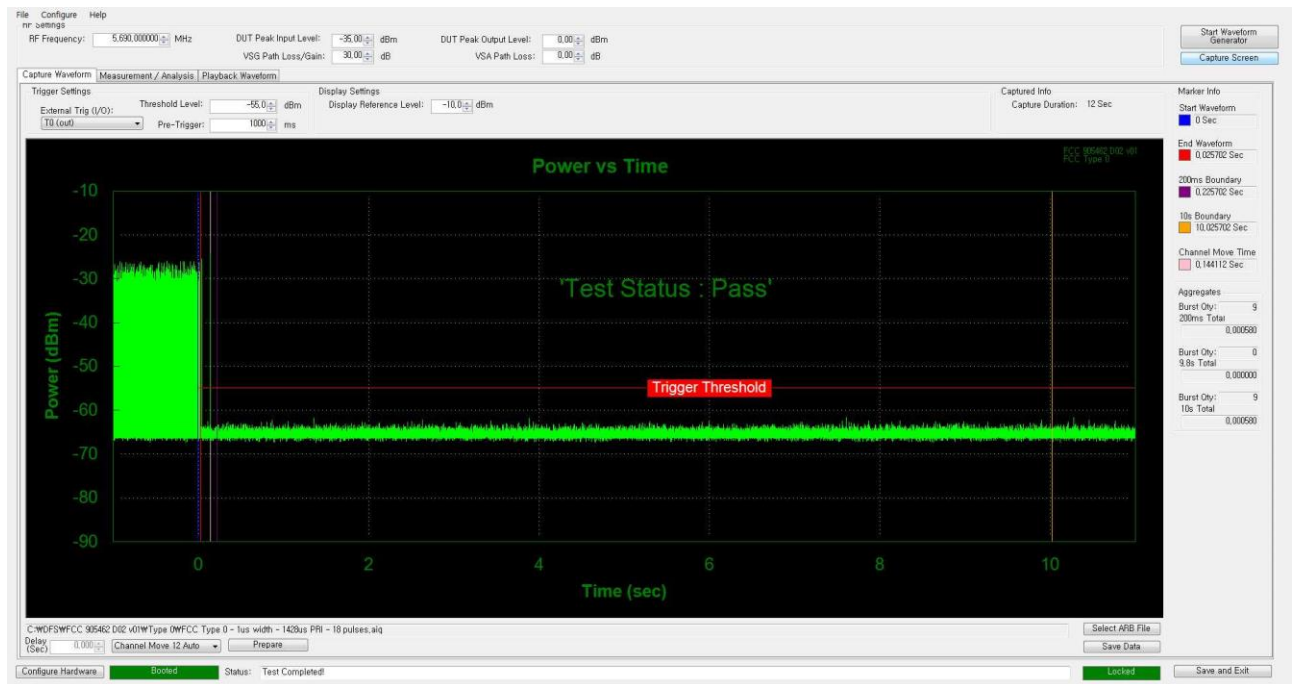 File Configure Help
RF Settings
RF Frequency: 5,690,000000 MHz DUT Peak Input Level: -35,00 dBm DUT Peak Output Level: 0,00 dBm
VSG Path Loss/Gain: 30,00 dB VSA Path Loss: 0,00 dB
Start Waveform
Generator
Capture Screen
Capture Waveform Measurement / Analysis Playback Waveform
Trigger Settings
External Trig (I/O):
T0 (out)
Threshold Level: -55,0 dBm
Pre-Trigger: 1000 ms
Display Settings
Display Reference Level: -10,0 dBm
Captured Info
Capture Duration: 12 Sec
Marker Info
Start Waveform
0 Sec
End Waveform
0,025702 Sec
200ms Boundary
0,225702 Sec
10s Boundary
10,025702 Sec
Channel Move Time
0,144112 Sec
Aggregates
Burst Qty: 9
200ms Total
0,000580
Burst Qty: 0
9.8s Total
0,000000
Burst Qty: 9
10s Total
0,000580
Power vs Time
FCC 905462 D02 v01
FCC Type 0
'Test Status : Pass'
Trigger Threshold
Power (dBm)
-10
-20
-30
-40
-50
-60
-70
-80
-90
0 2 4 6 8 10
Time (sec)
C:₩DFS₩FCC 905462 D02 v01₩Type 0₩FCC Type 0 - 1us width - 1428us PRI - 18 pulses.aiq
Select ARB File
Delay
(Sec) 0,000 Channel Move 12 Auto Prepare
Save Data
Configure Hardware Booted Status: Test Completed! Locked Save and Exit